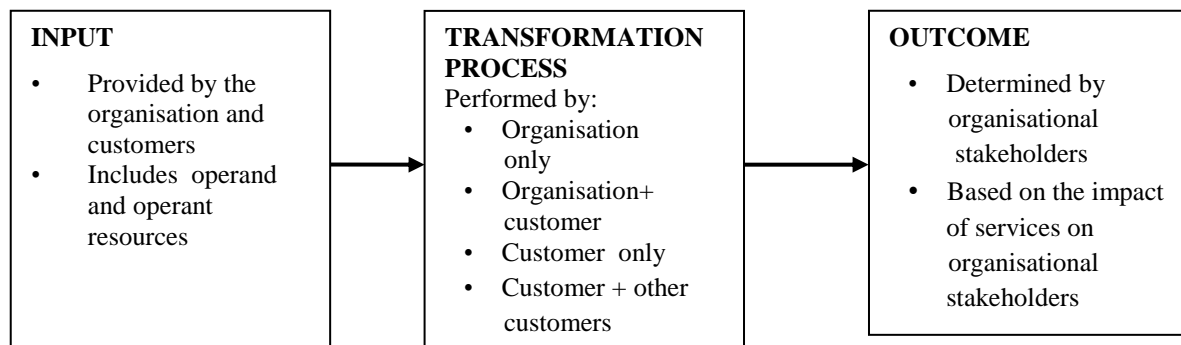 INPUT
• Provided by the
organisation and
customers
• Includes operand
and operant
resources
TRANSFORMATION
PROCESS
Performed by:
• Organisation
only
• Organisation+
customer
• Customer only
• Customer + other
customers
OUTCOME
• Determined by
organisational
stakeholders
• Based on the impact
of services on
organisational
stakeholders